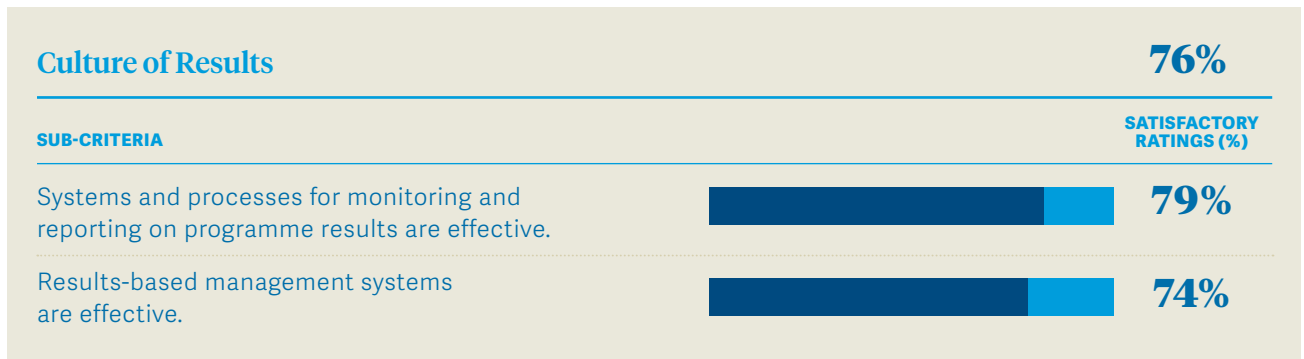 Culture of Results
76%
SUB-CRITERIA
SATISFACTORY
RATINGS (%)
Systems and processes for monitoring and
reporting on programme results are effective.
79%
Results-based management systems
are effective.
74%